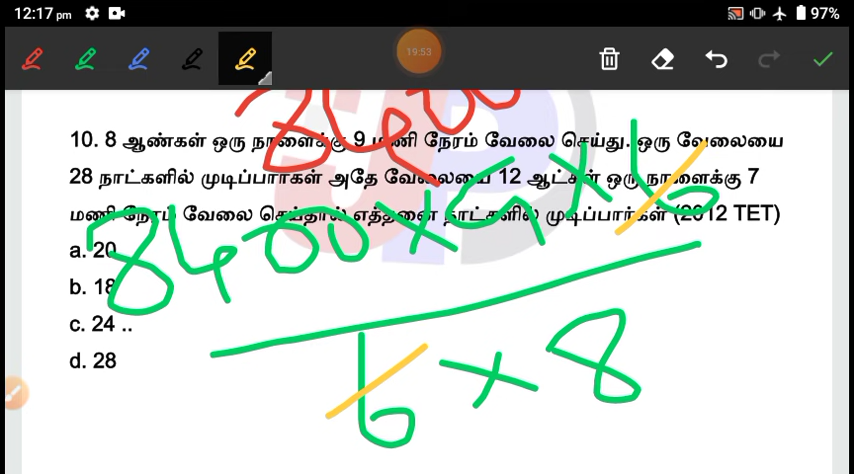 12:17 pm 97%
19:53
10. 8 ஆண்கள் ஒரு நாளைக்கு 9 மணி நேரம் வேலை செய்து. ஒரு வேலையை
28 நாட்களில் முடிப்பார்கள் அதே வேலையை 12 ஆட்கள் ஒரு நாளைக்கு 7
மணி நேரம் வேலை செய்தால் எத்தனை நாட்களில் முடிப்பார்கள் (2012 TET)
a. 20
b. 18
c. 24 ..
d. 28
8400 × 5 × 6
6 × 8